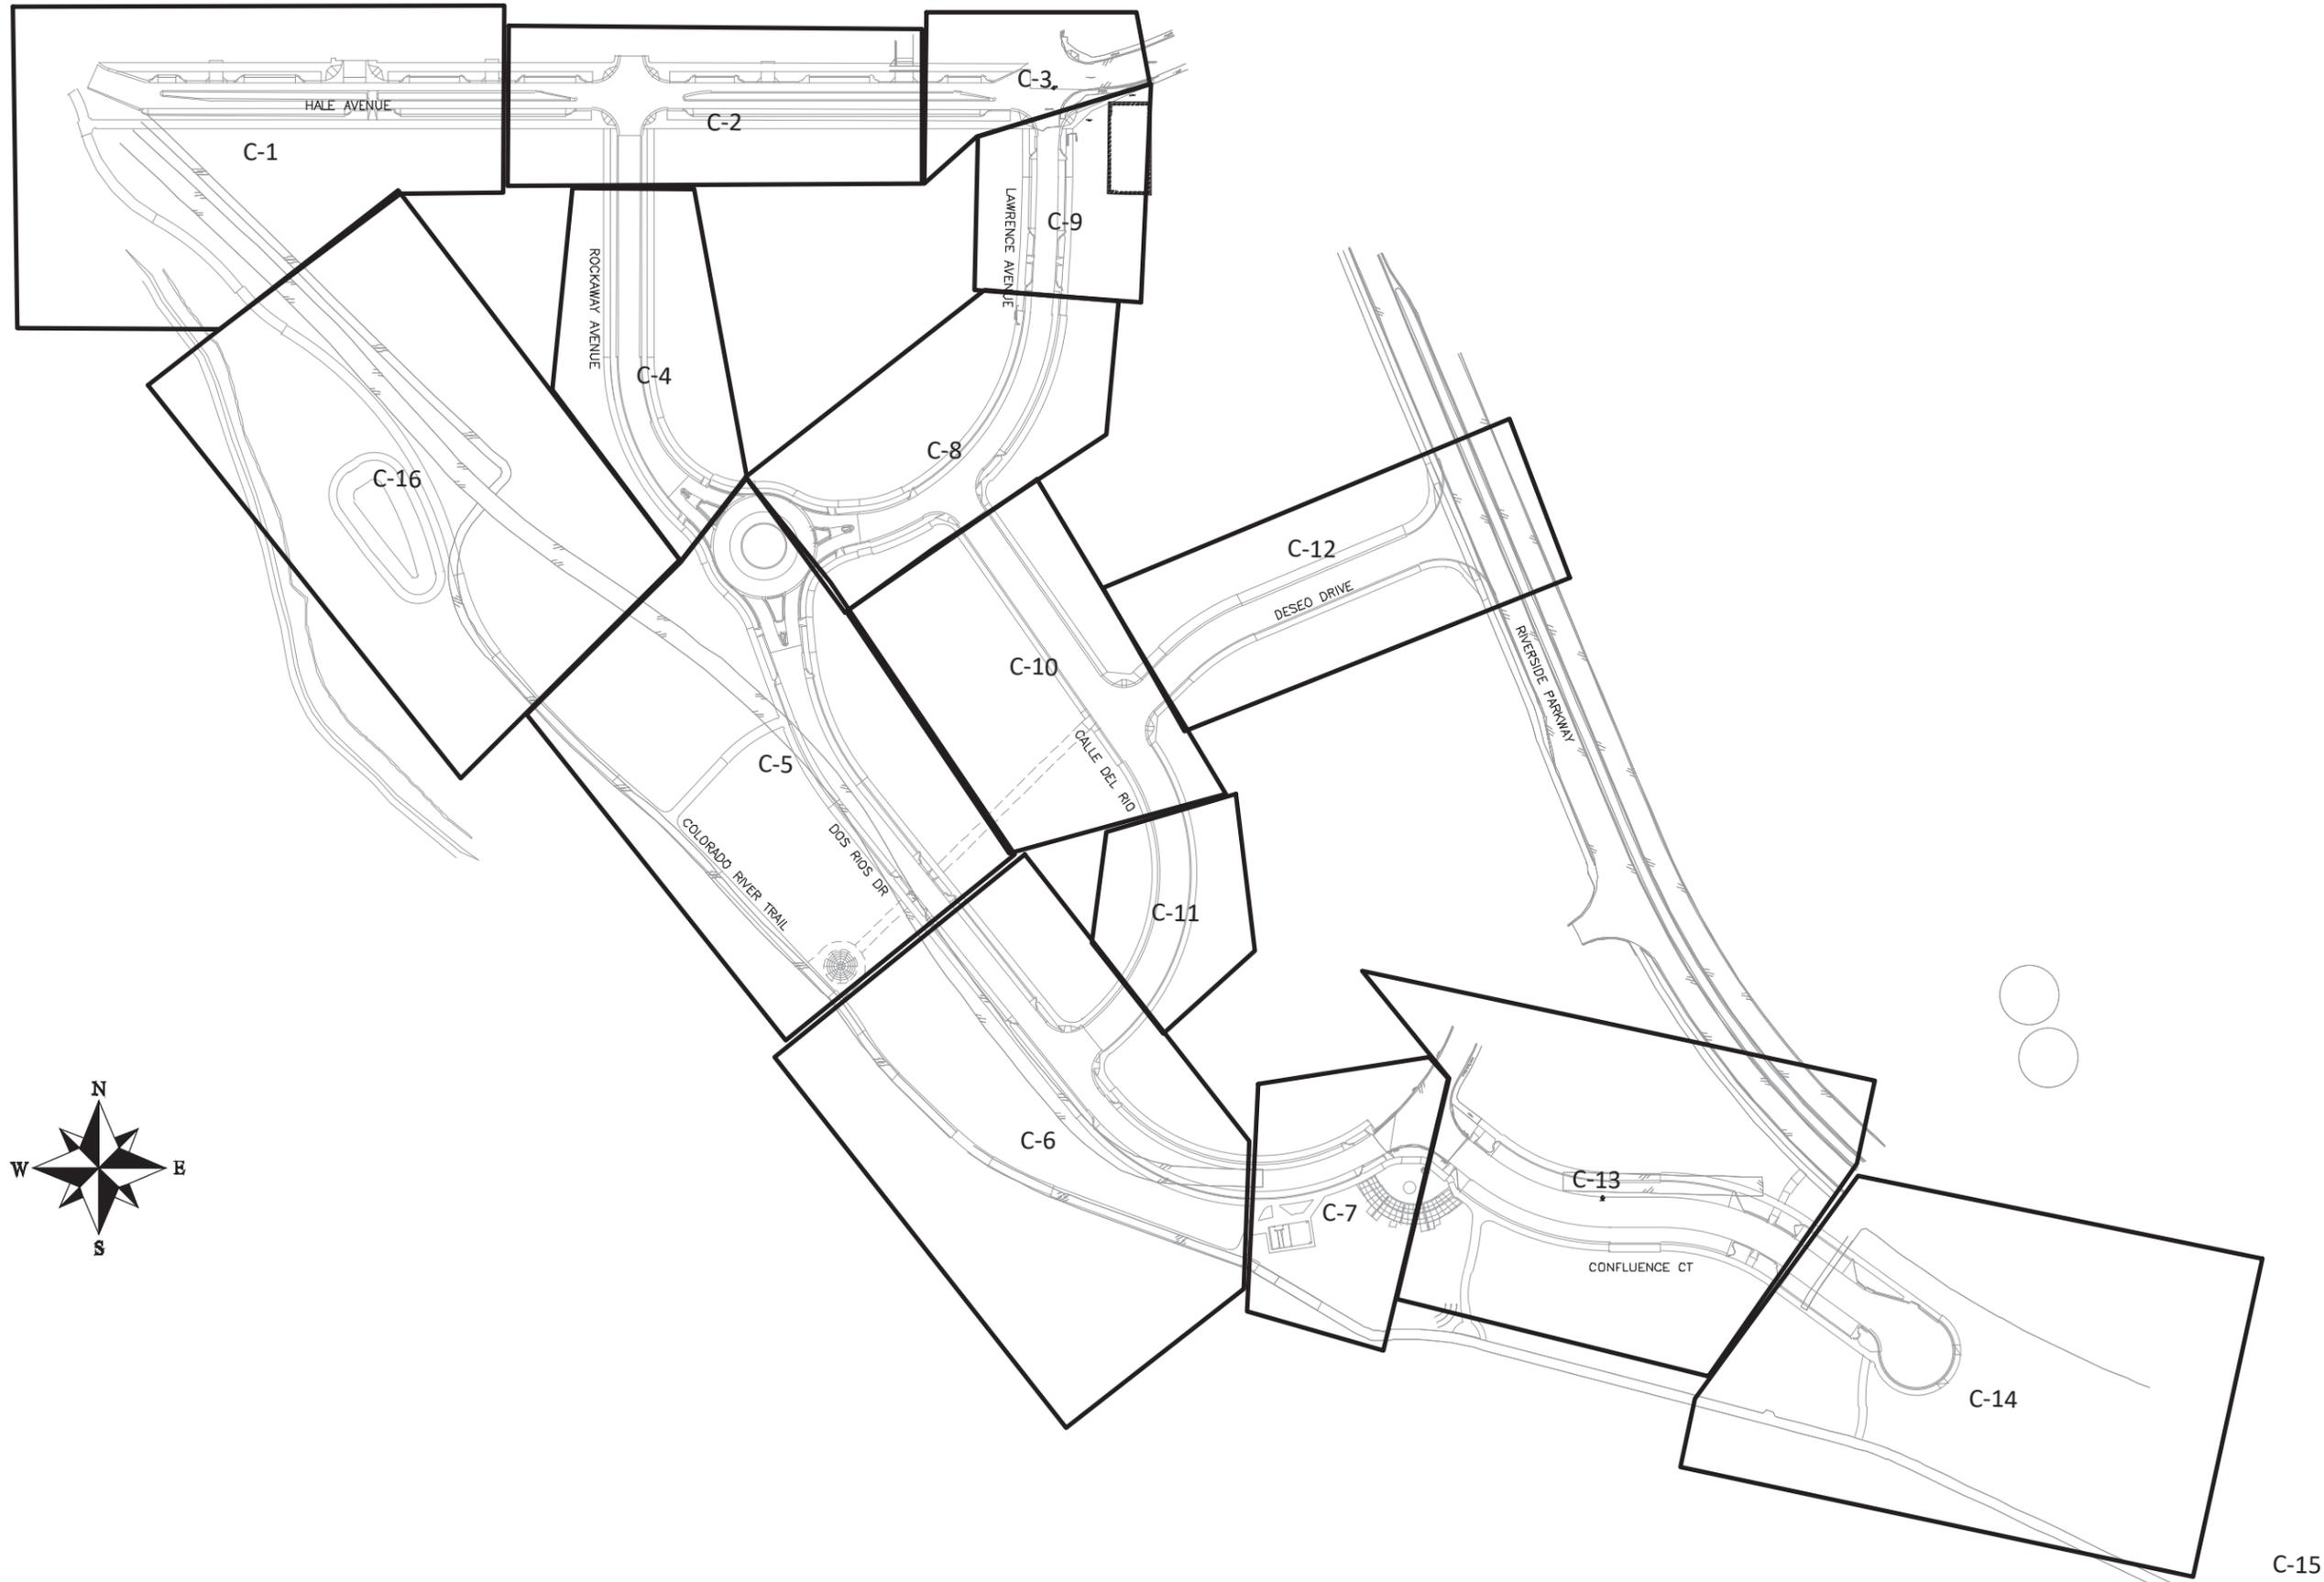 C-3
HALE AVENUE
C-2
C-1
LAWRENCE AVENUE
C-9
ROCKAWAY AVENUE
C-4
C-8
C-16
C-12
DESEO DRIVE
RIVERSIDE PARKWAY
C-10
CALLE DEL RIO
C-5
COLORADO RIVER TRAIL
DOS RIOS DR
C-11
N
W
E
S
C-6
C-13
C-7
CONFLUENCE CT
C-14
C-15